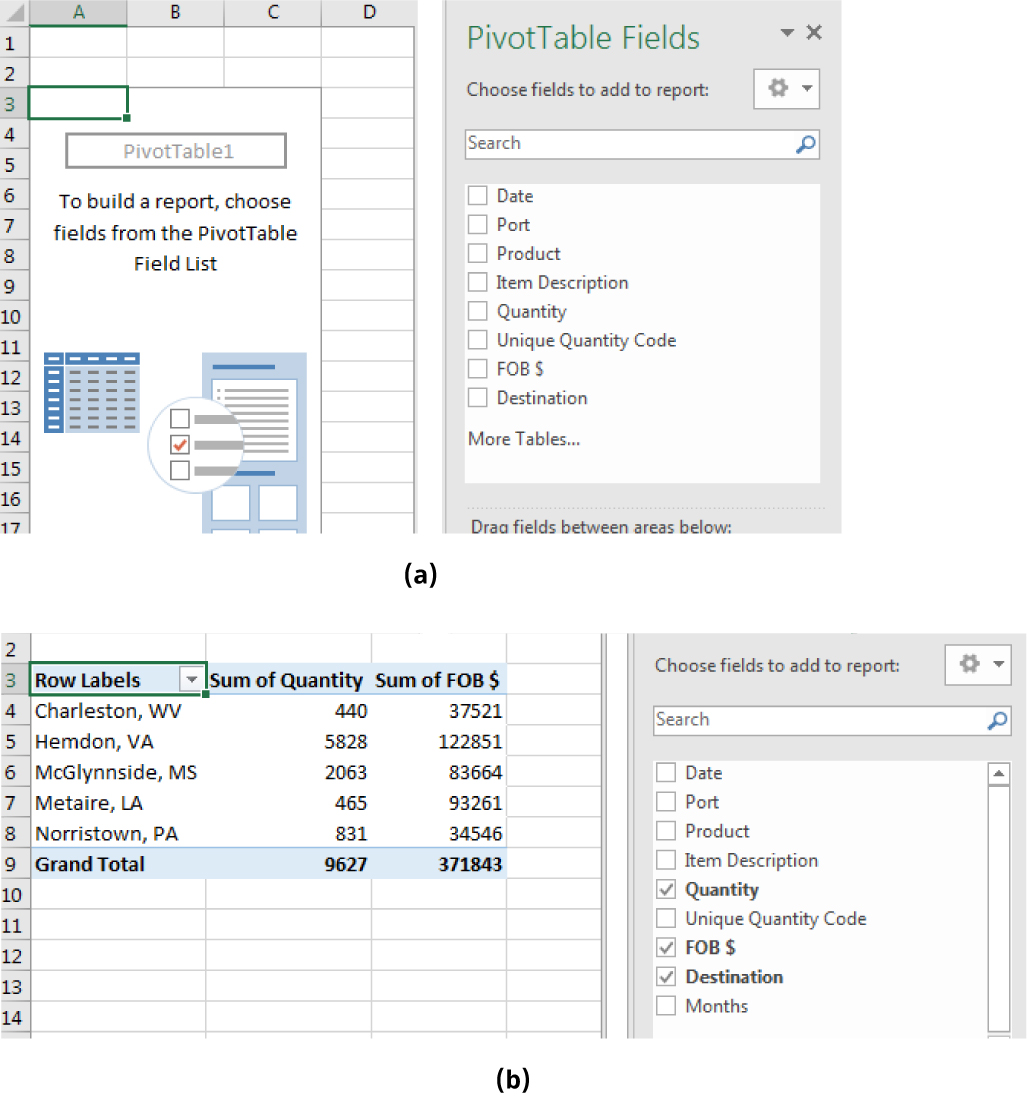 A B C D
1
2
3
4
5
6
7
8
9
10
11
12
13
14
15
16
17
PivotTable1
To build a report, choose
fields from the PivotTable
Field List
PivotTable Fields
Choose fields to add to report:
Search
Date
Port
Product
Item Description
Quantity
Unique Quantity Code
FOB $
Destination
More Tables...
Drag fields between areas below:
(a)
2
3 Row Labels Sum of Quantity Sum of FOB $
4 Charleston, WV 440 37521
5 Hemdon, VA 5828 122851
6 McGlynnside, MS 2063 83664
7 Metaire, LA 465 93261
8 Norristown, PA 831 34546
9 Grand Total 9627 371843
10
11
12
13
14
Choose fields to add to report:
Search
Date
Port
Product
Item Description
Quantity
Unique Quantity Code
FOB $
Destination
Months
(b)